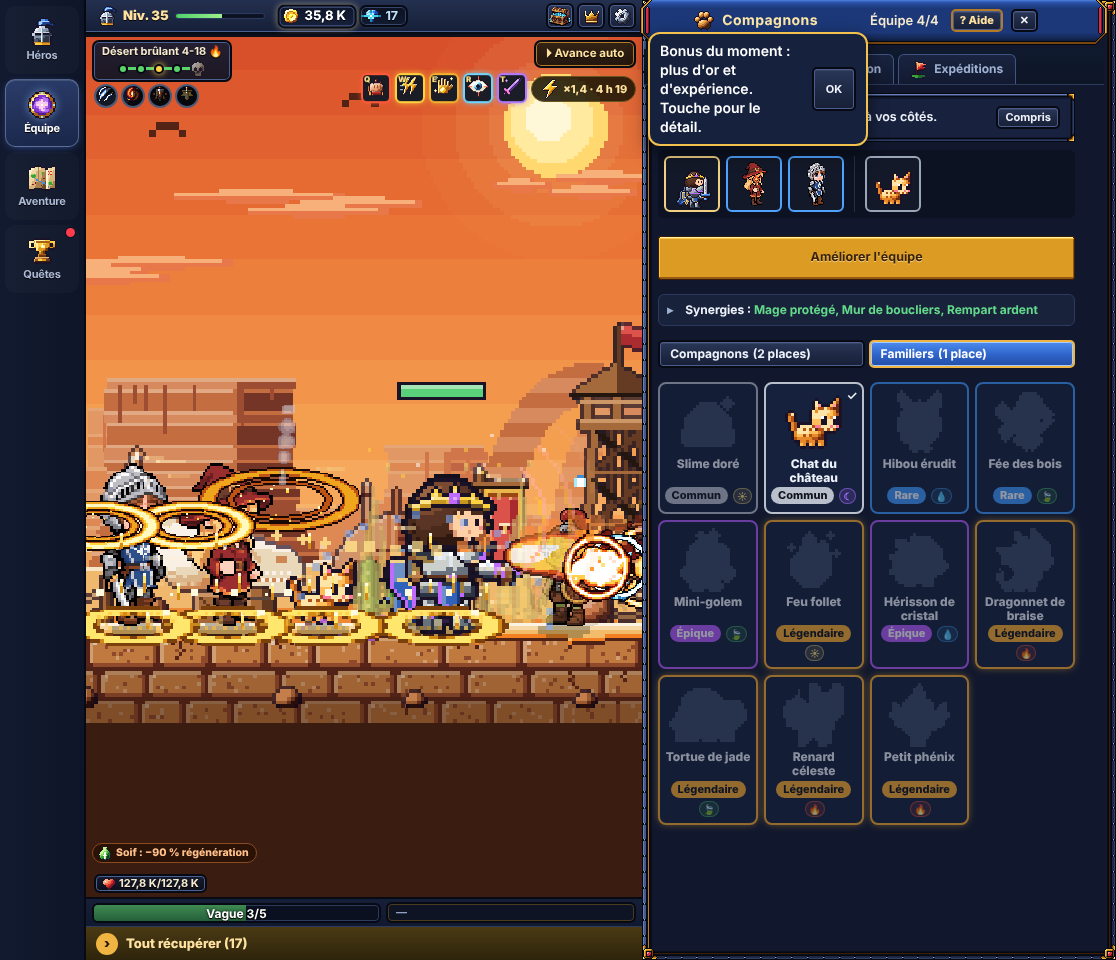 Niv. 35
35,8 K
17
Compagnons
Équipe 4/4
? Aide
×
Héros
Équipe
Aventure
Quêtes
Désert brûlant 4-18
Avance auto
Q
W
E
R
T
×1,4 · 4 h 19
Bonus du moment :
plus d'or et
d'expérience.
Touche pour le
détail.
OK
on
Expéditions
à vos côtés.
Compris
Améliorer l'équipe
Synergies : Mage protégé, Mur de boucliers, Rempart ardent
Compagnons (2 places)
Familiers (1 place)
Slime doré
Commun
Chat du
château
Commun
Hibou érudit
Rare
Fée des bois
Rare
Mini-golem
Épique
Feu follet
Légendaire
Hérisson de
cristal
Épique
Dragonnet de
braise
Légendaire
Tortue de jade
Légendaire
Renard
céleste
Légendaire
Petit phénix
Légendaire
Soif : −90 % régénération
127,8 K/127,8 K
Vague 3/5
—
Tout récupérer (17)